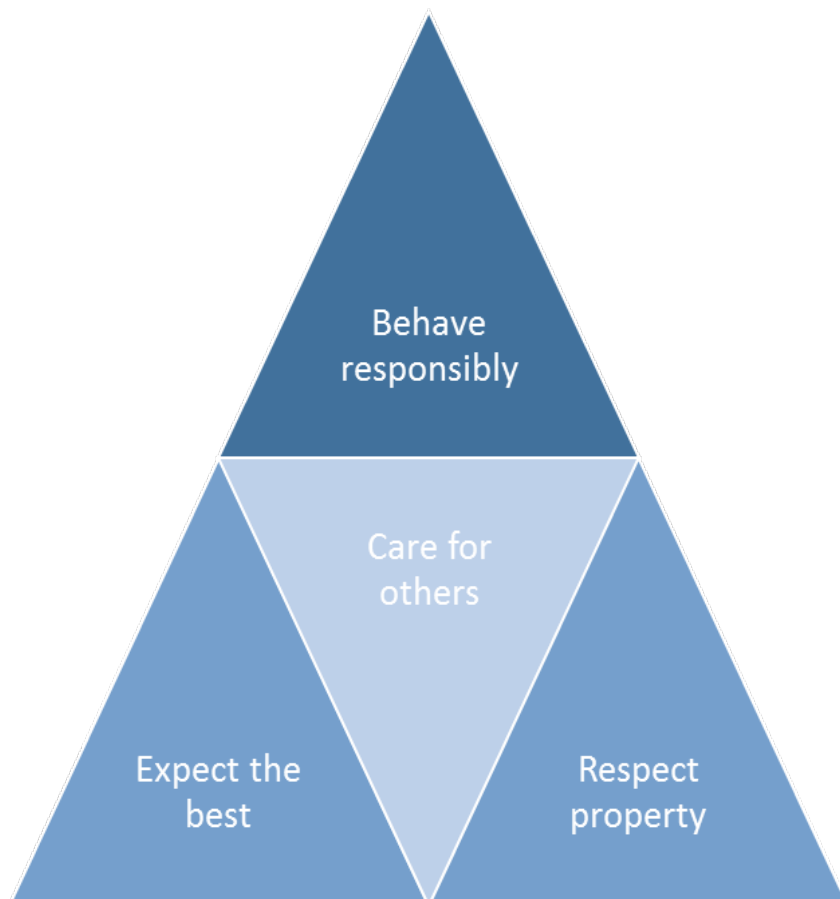 Behave
responsibly
Care for
others
Expect the
best
Respect
property